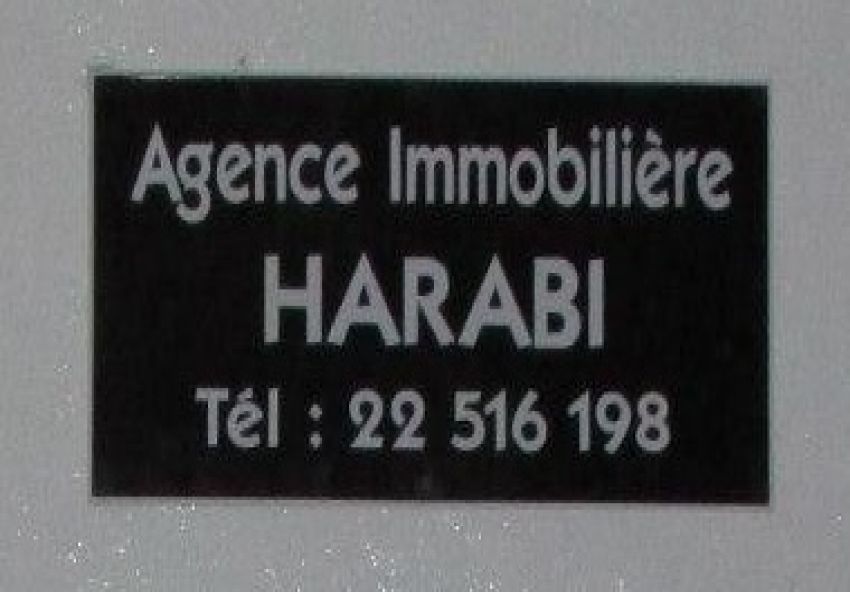 Agence Immobilière
HARABI
Tél : 22 516 198